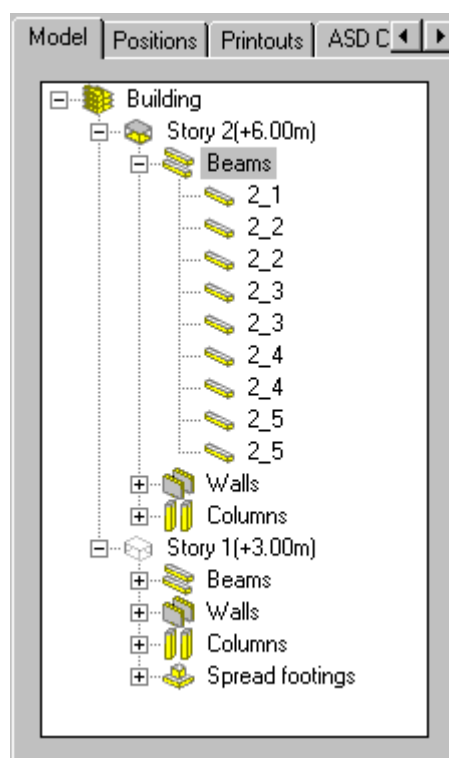 Model Positions Printouts ASD C
Building
Story 2(+6.00m)
Beams
2_1
2_2
2_2
2_3
2_3
2_4
2_4
2_5
2_5
Walls
Columns
Story 1(+3.00m)
Beams
Walls
Columns
Spread footings